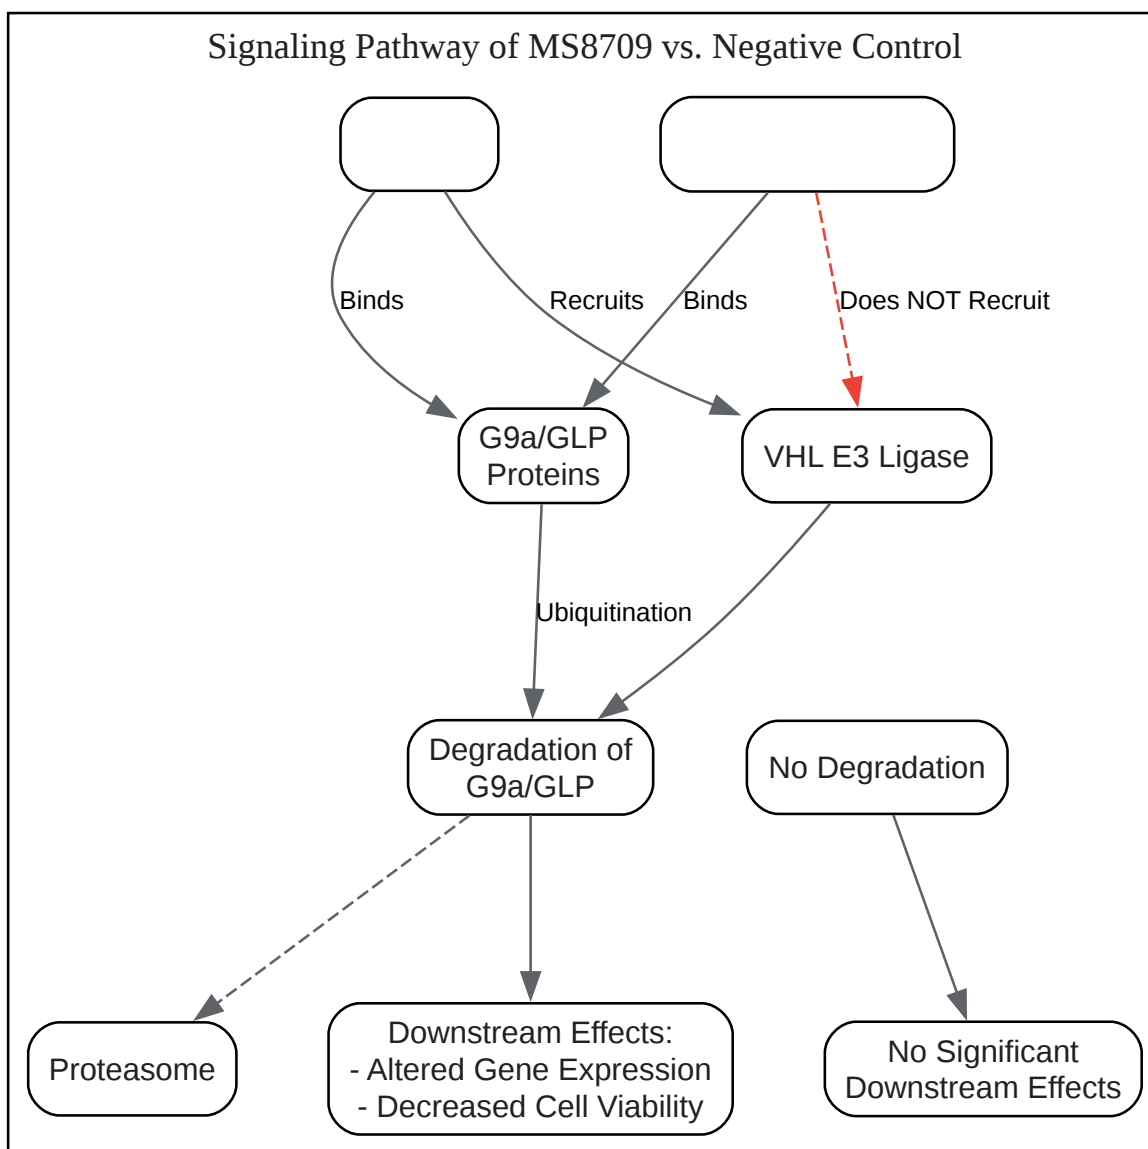 Signaling Pathway of MS8709 vs. Negative Control
Binds
Recruits
Binds
Does NOT Recruit
G9a/GLP
Proteins
VHL E3 Ligase
Ubiquitination
Degradation of
G9a/GLP
No Degradation
Proteasome
Downstream Effects:
- Altered Gene Expression
- Decreased Cell Viability
No Significant
Downstream Effects